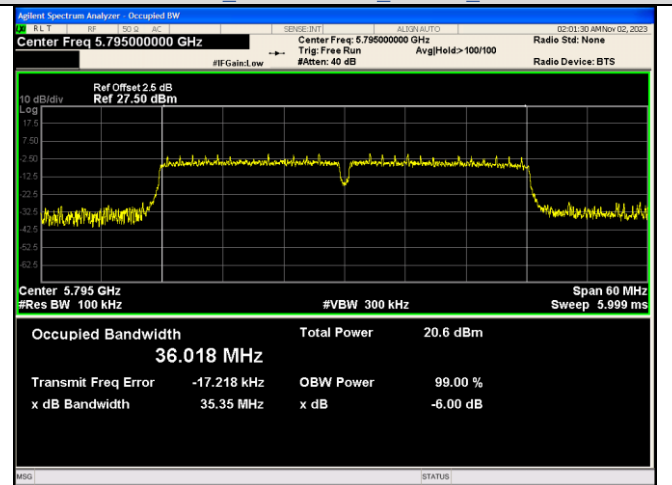 Agilent Spectrum Analyzer - Occupied BW
R L T RF 50 Ω AC SENSE:INT ALIGN AUTO 02:01:30 AM Nov 02, 2023
Center Freq 5.795000000 GHz Center Freq: 5.795000000 GHz Radio Std: None
Trig: Free Run Avg|Hold:>100/100
#IFGain:Low #Atten: 40 dB Radio Device: BTS
Ref Offset 2.5 dB
10 dB/div Ref 27.50 dBm
Log
17.5
7.50
-2.50
-12.5
-22.5
-32.5
-42.5
-52.5
-62.5
Center 5.795 GHz Span 60 MHz
#Res BW 100 kHz #VBW 300 kHz Sweep 5.999 ms
Occupied Bandwidth Total Power 20.6 dBm
36.018 MHz
Transmit Freq Error -17.218 kHz OBW Power 99.00 %
x dB Bandwidth 35.35 MHz x dB -6.00 dB
MSG STATUS